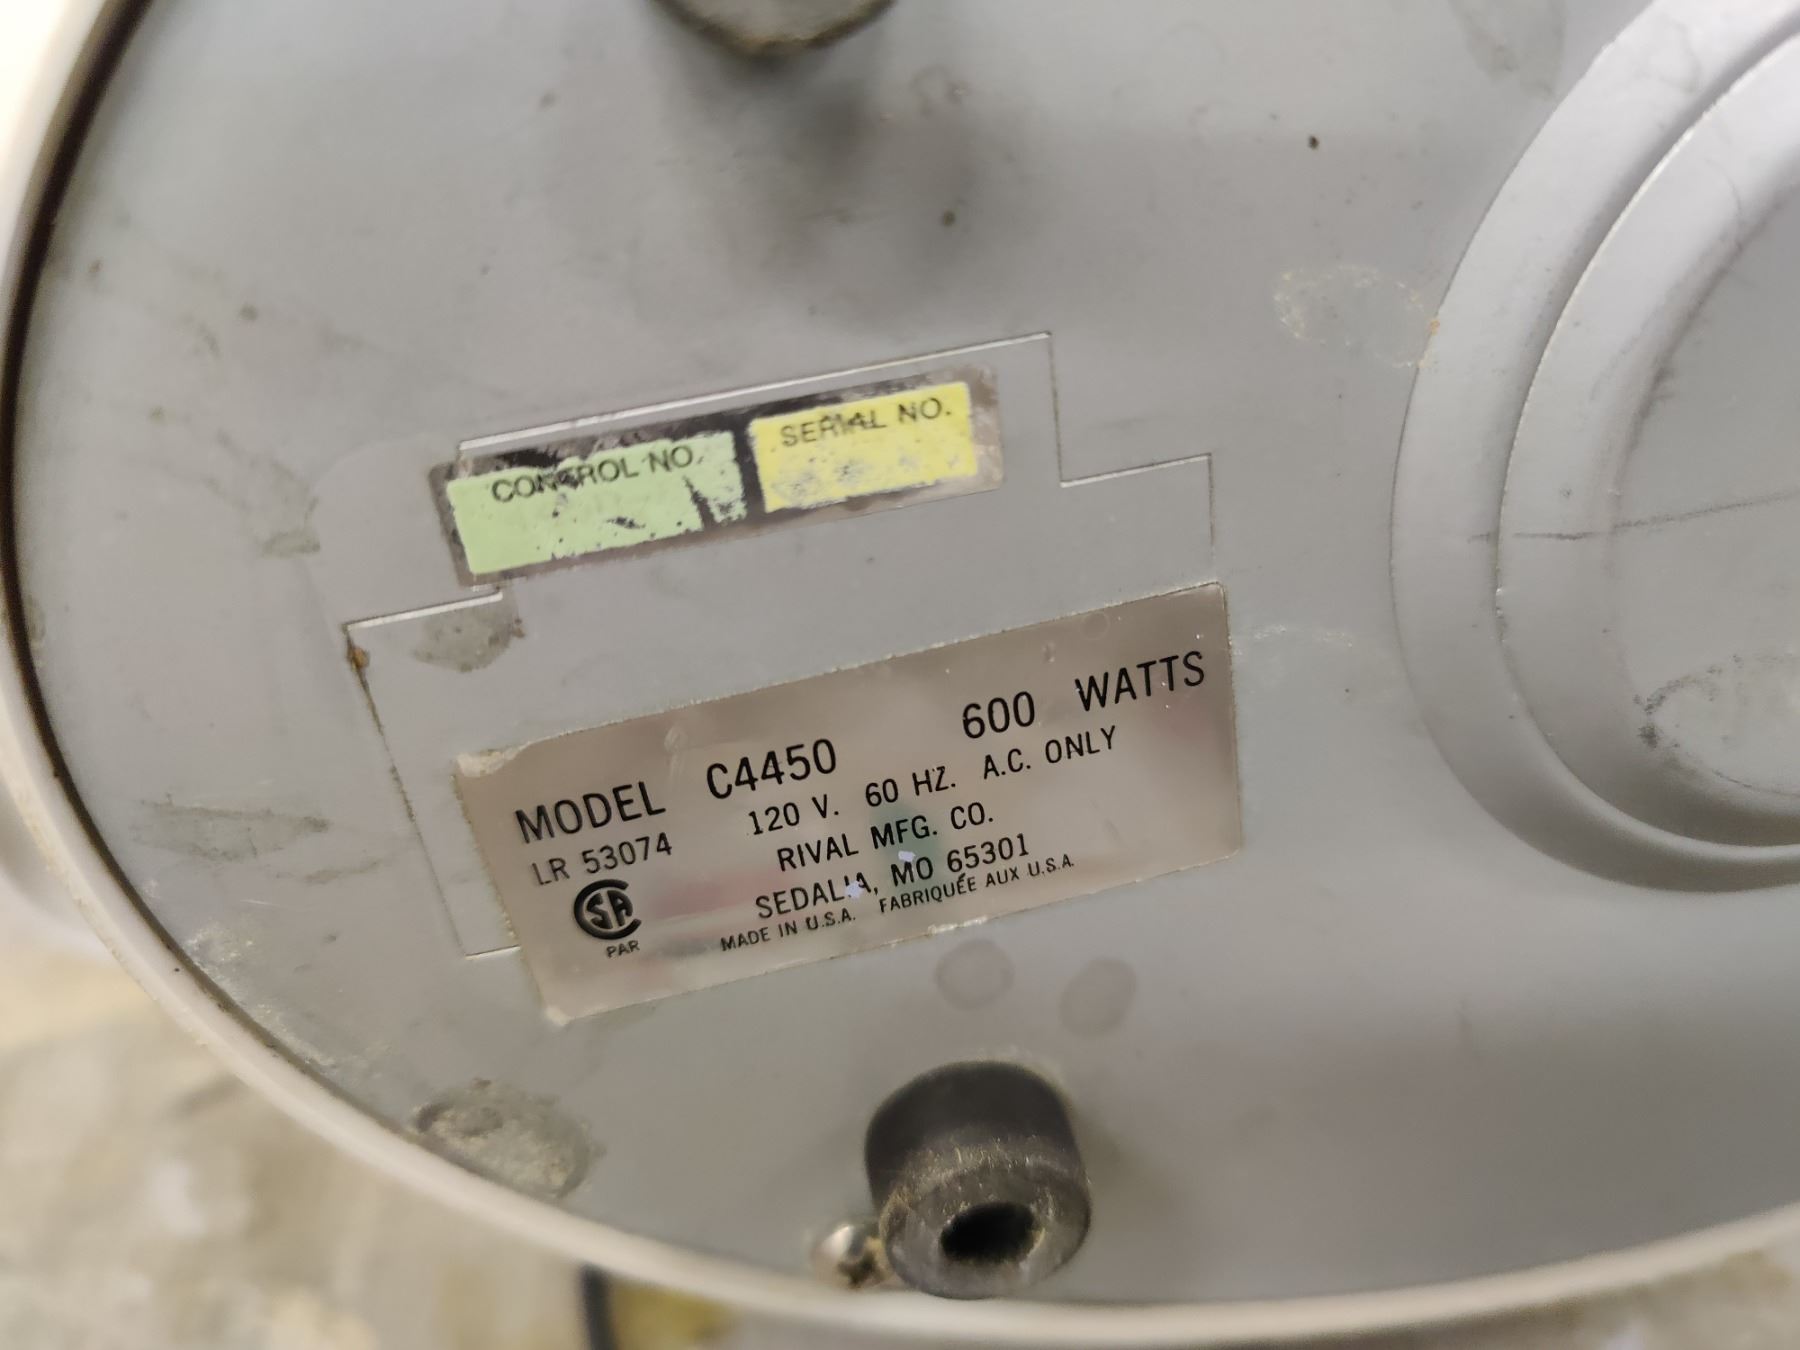 CONTROL NO.
SERIAL NO.
MODEL C4450 600 WATTS
LR 53074 120 V. 60 HZ. A.C. ONLY
RIVAL MFG. CO.
SEDALIA, MO 65301
MADE IN U.S.A. FABRIQUÉE AUX U.S.A.
SA
PAR